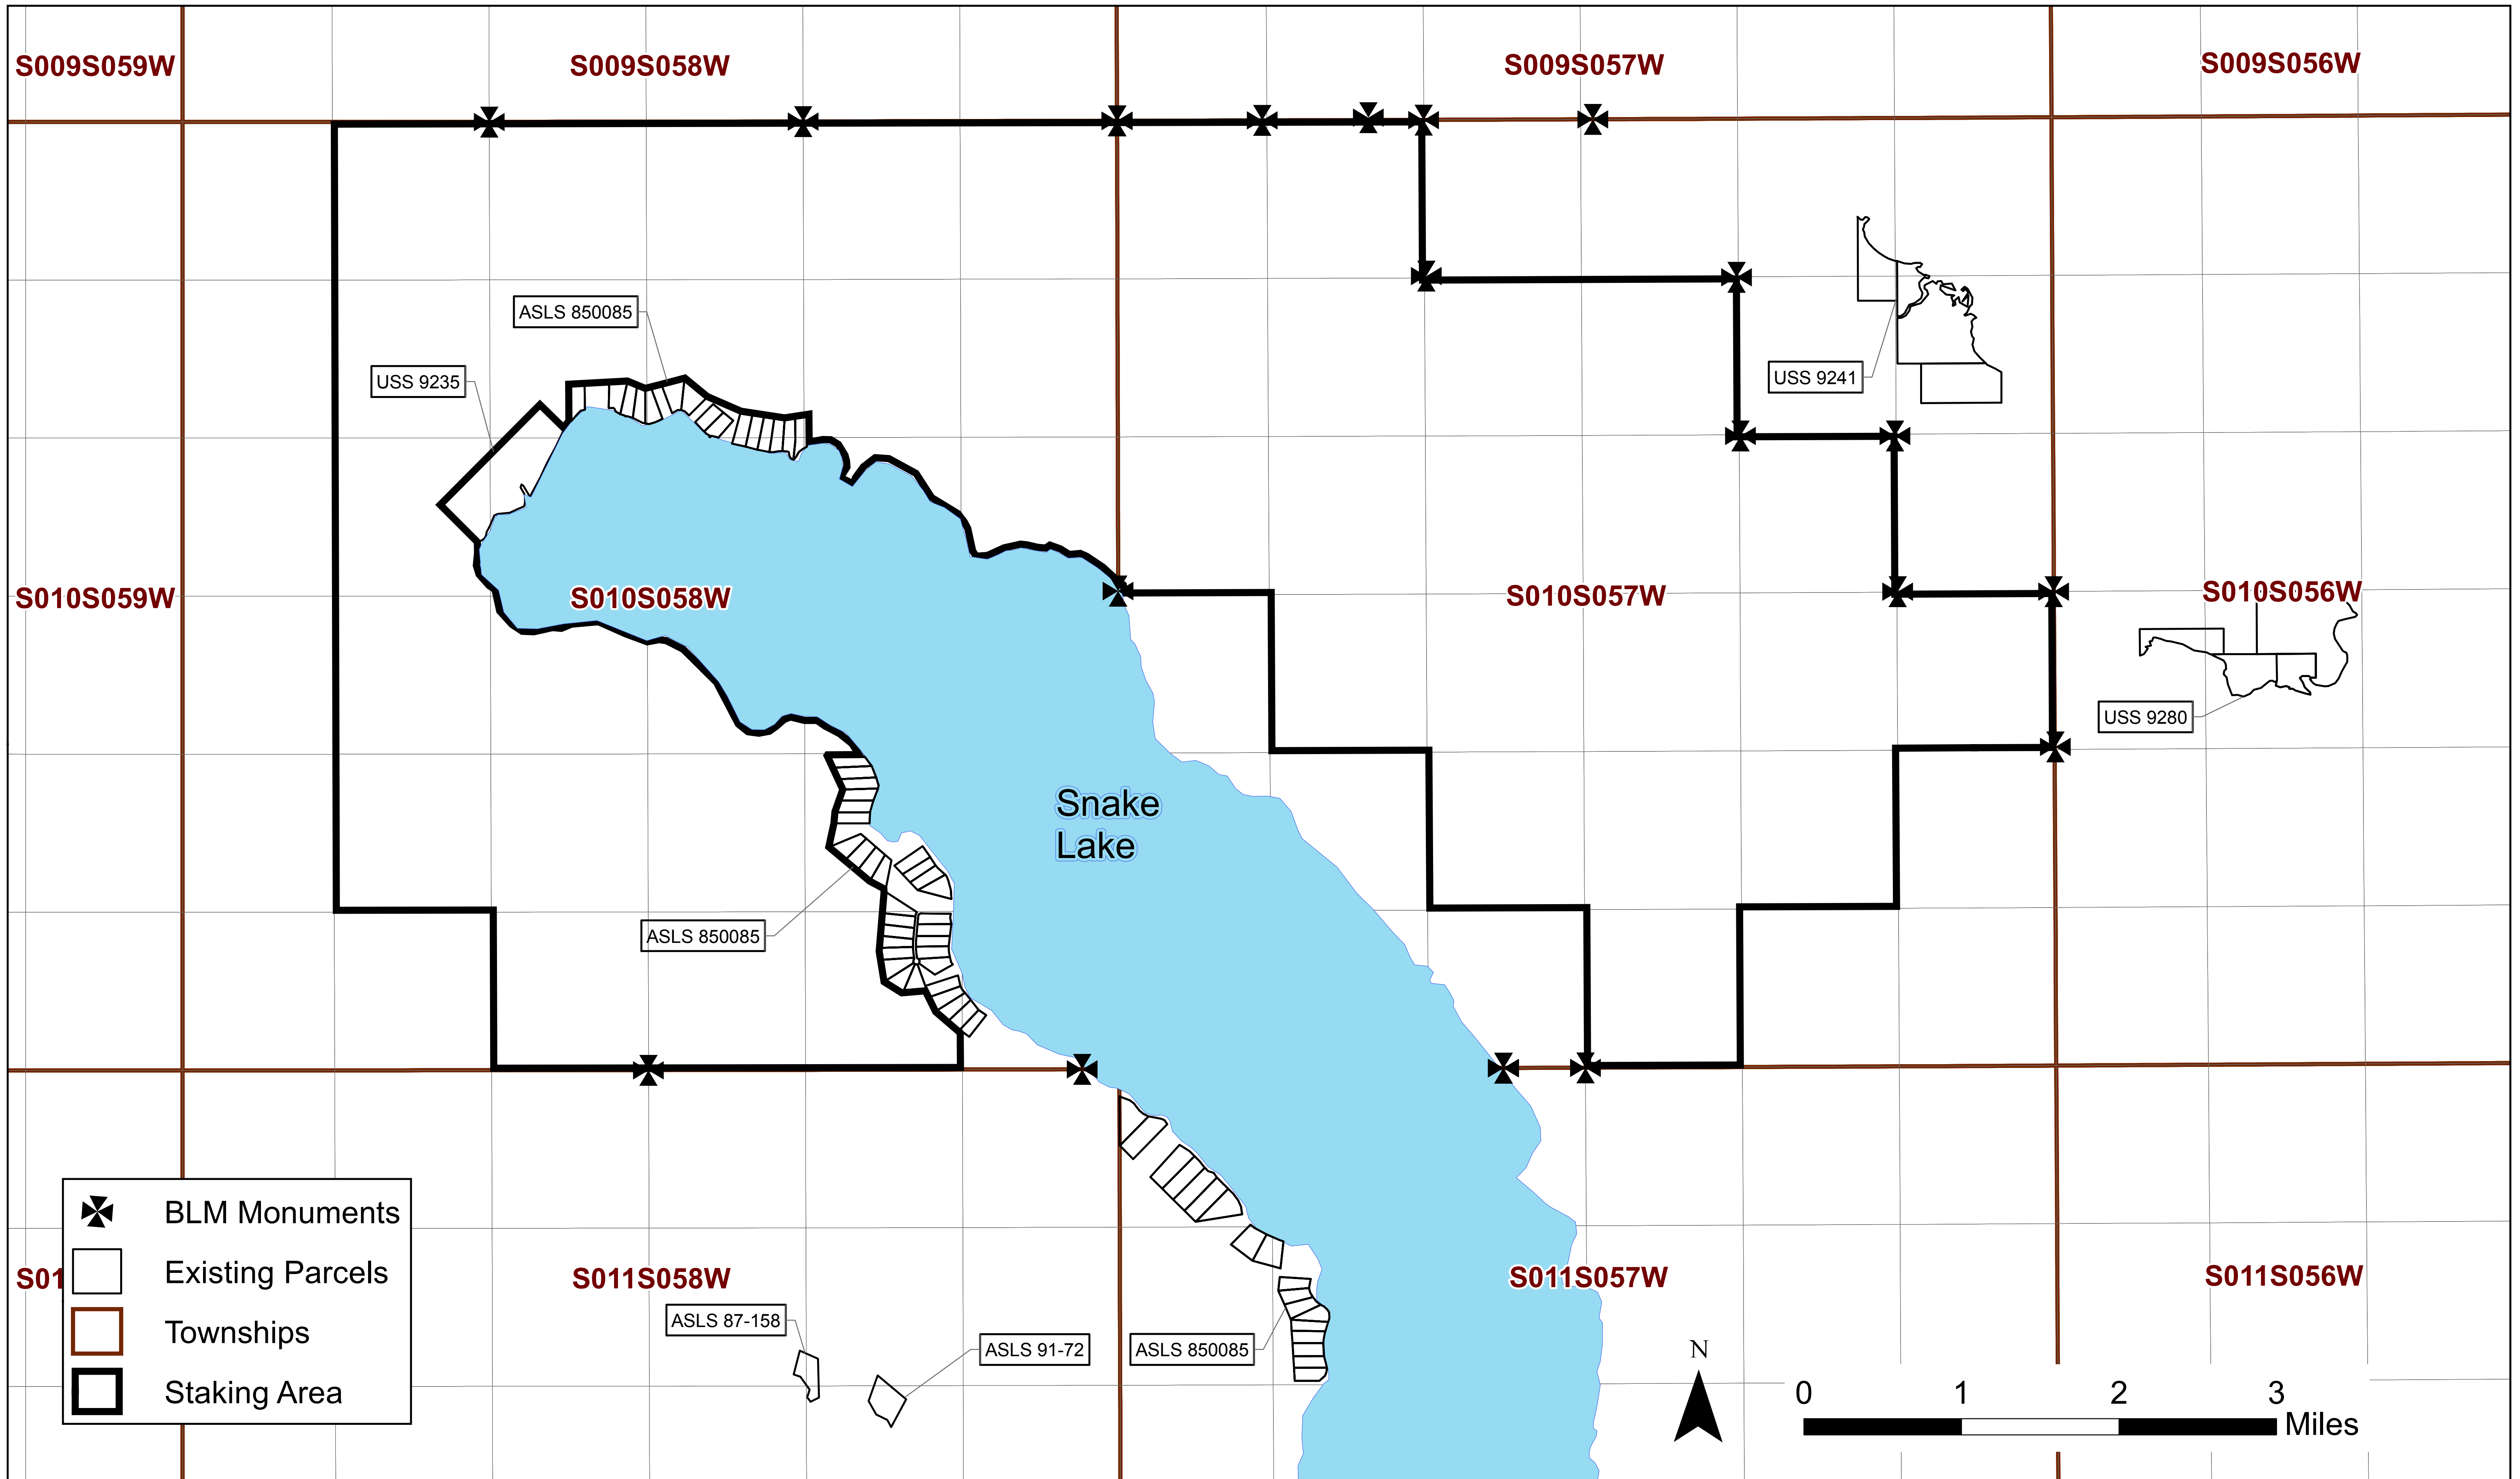 S009S059W
S009S058W
S009S057W
S009S056W
ASLS 850085
USS 9235
USS 9241
S010S059W
S010S058W
S010S057W
S010S056W
USS 9280
Snake
Lake
ASLS 850085
BLM Monuments
Existing Parcels
S01
Townships
Staking Area
S011S058W
S011S057W
S011S056W
ASLS 87-158
ASLS 91-72
ASLS 850085
N
0 1 2 3
Miles